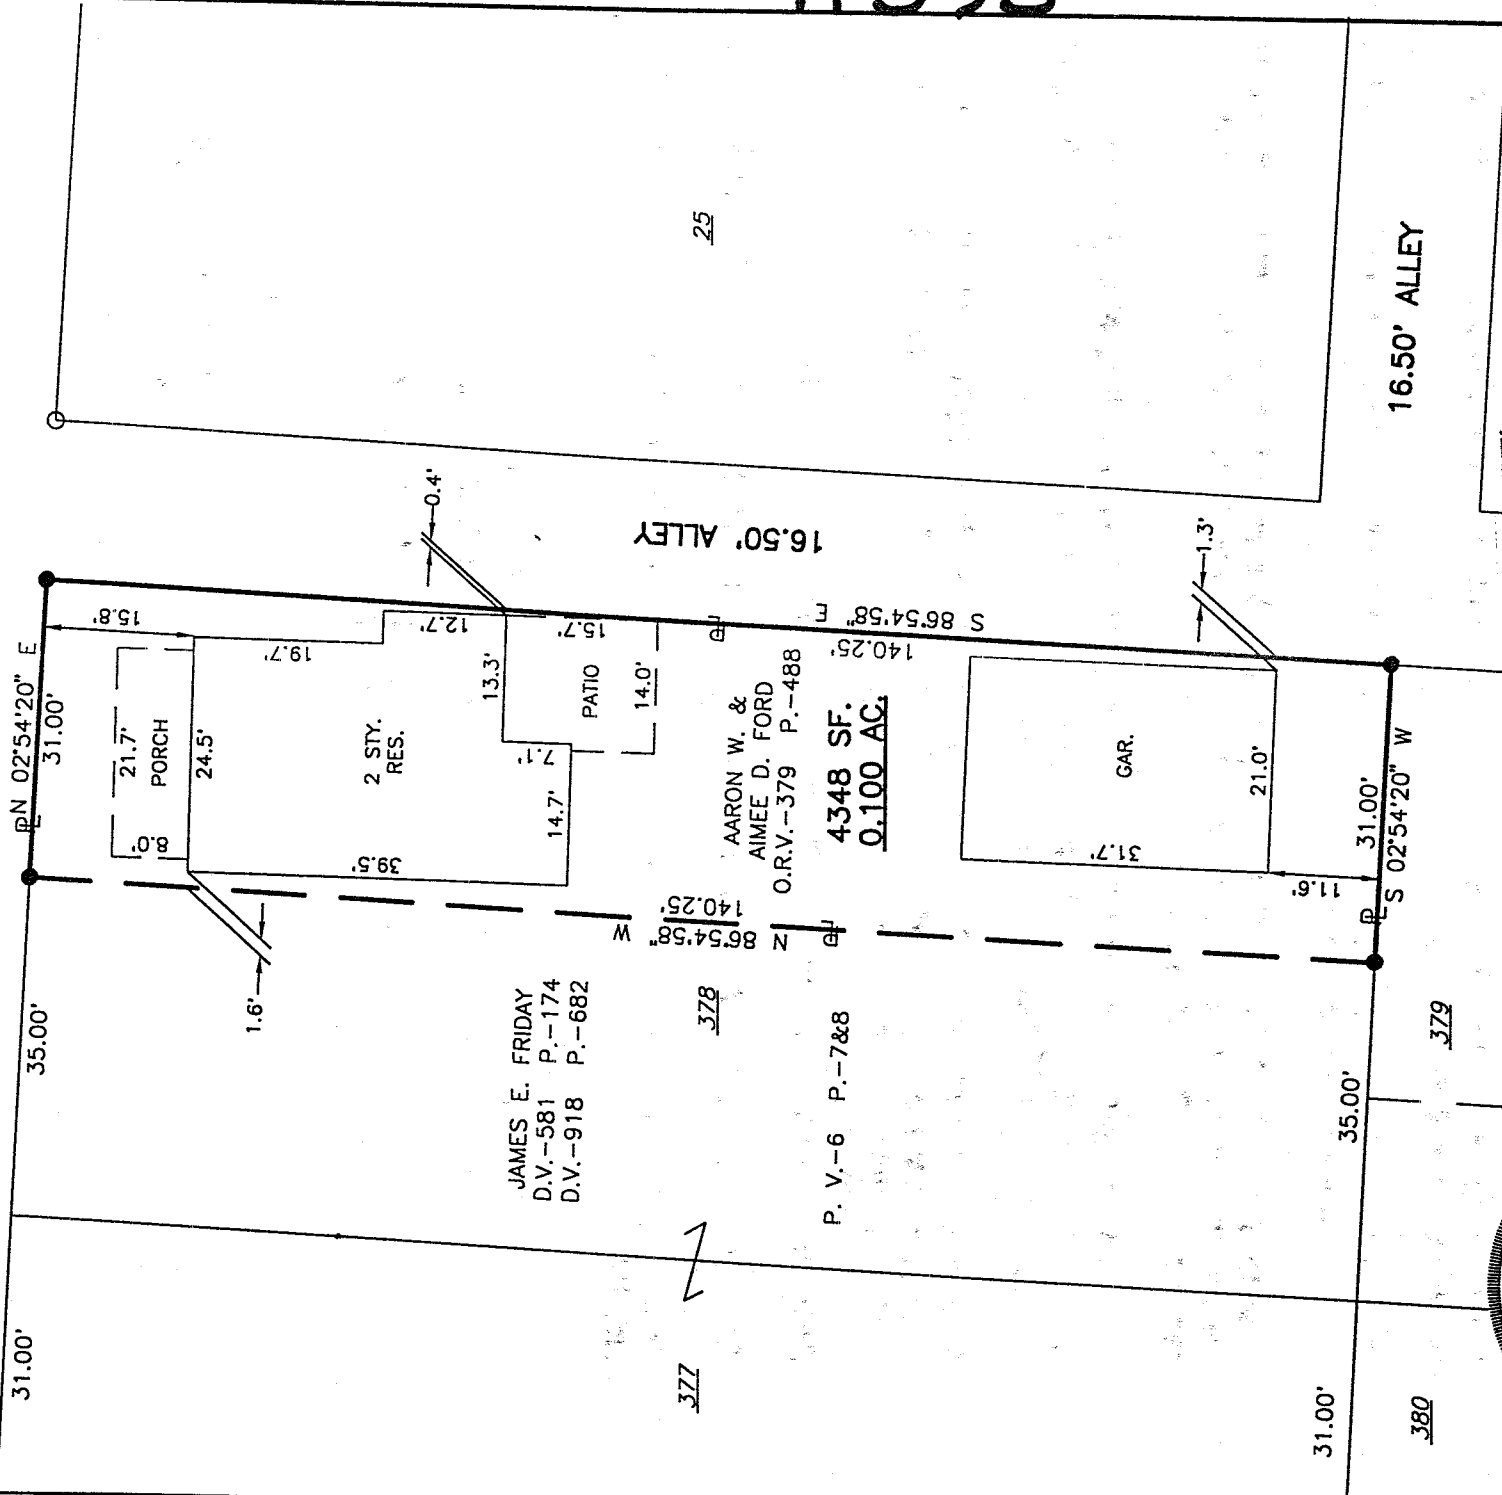 25
16.50' ALLEY
16.50' ALLEY
0.4'
1.3'
N 02°54'20" E
31.00'
15.8'
S 86°54'58" E
140.25'
21.7'
PORCH
8.0'
24.5'
19.7'
12.7'
15.7'
13.3'
PATIO
14.0'
7.1'
14.7'
39.5'
2 STY.
RES.
AARON W. &
AIMEE D. FORD
O.R.V.-379 P.-488
4348 SF.
0.100 AC.
GAR.
21.0'
31.7'
11.6'
31.00'
S 02°54'20" W
N 86°54'58" W
140.25'
1.6'
35.00'
JAMES E. FRIDAY
D.V.-581 P.-174
D.V.-918 P.-682
378
P. V.-6 P.-7&8
35.00'
379
31.00'
377
31.00'
380